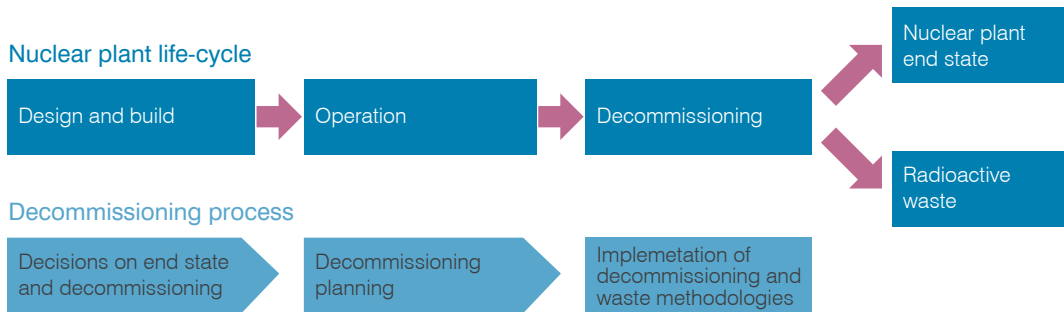 Nuclear plant life-cycle
Design and build
Operation
Decommissioning
Nuclear plant
end state
Radioactive
waste
Decommissioning process
Decisions on end state
and decommissioning
Decommissioning
planning
Implemetation of
decommissioning and
waste methodologies